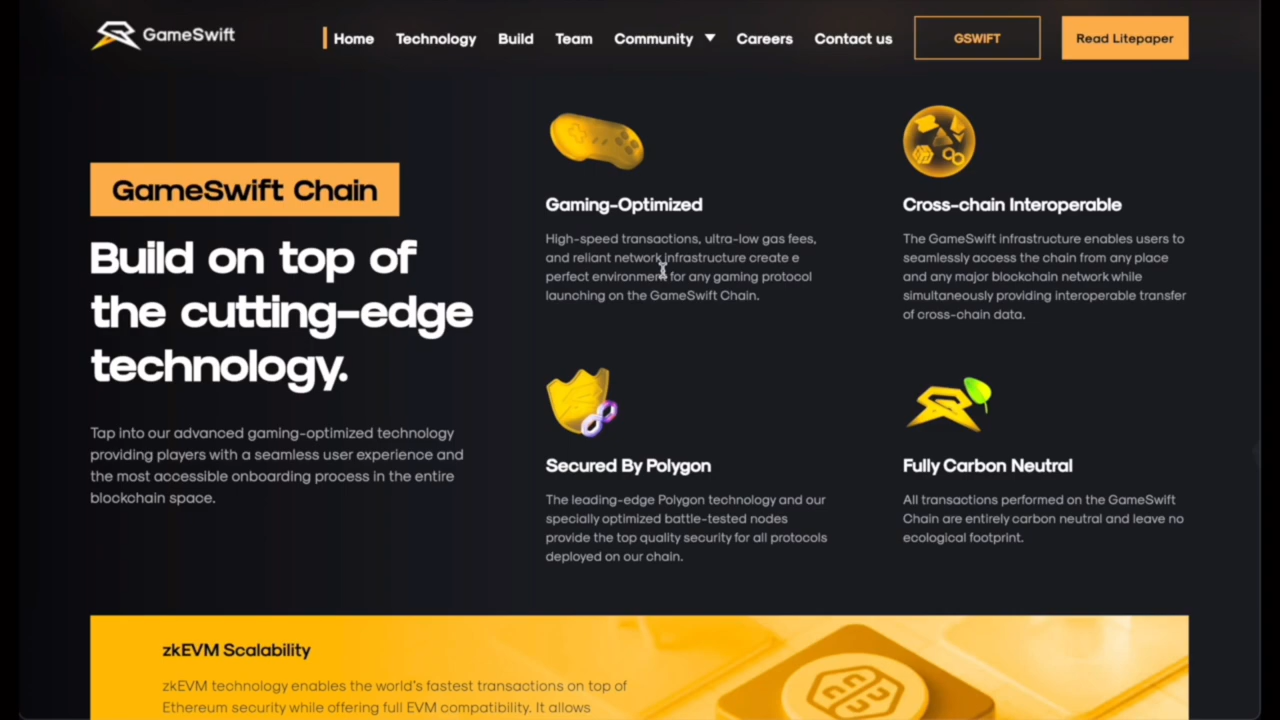 GameSwift
Home
Technology
Build
Team
Community
Careers
Contact us
GSWIFT
Read Litepaper
GameSwift Chain
Build on top of
the cutting-edge
technology.
Tap into our advanced gaming-optimized technology
providing players with a seamless user experience and
the most accessible onboarding process in the entire
blockchain space.
Gaming-Optimized
High-speed transactions, ultra-low gas fees,
and reliant network infrastructure create e
perfect environment for any gaming protocol
launching on the GameSwift Chain.
Cross-chain Interoperable
The GameSwift infrastructure enables users to
seamlessly access the chain from any place
and any major blockchain network while
simultaneously providing interoperable transfer
of cross-chain data.
Secured By Polygon
The leading-edge Polygon technology and our
specially optimized battle-tested nodes
provide the top quality security for all protocols
deployed on our chain.
Fully Carbon Neutral
All transactions performed on the GameSwift
Chain are entirely carbon neutral and leave no
ecological footprint.
zkEVM Scalability
zkEVM technology enables the world's fastest transactions on top of
Ethereum security while offering full EVM compatibility. It allows